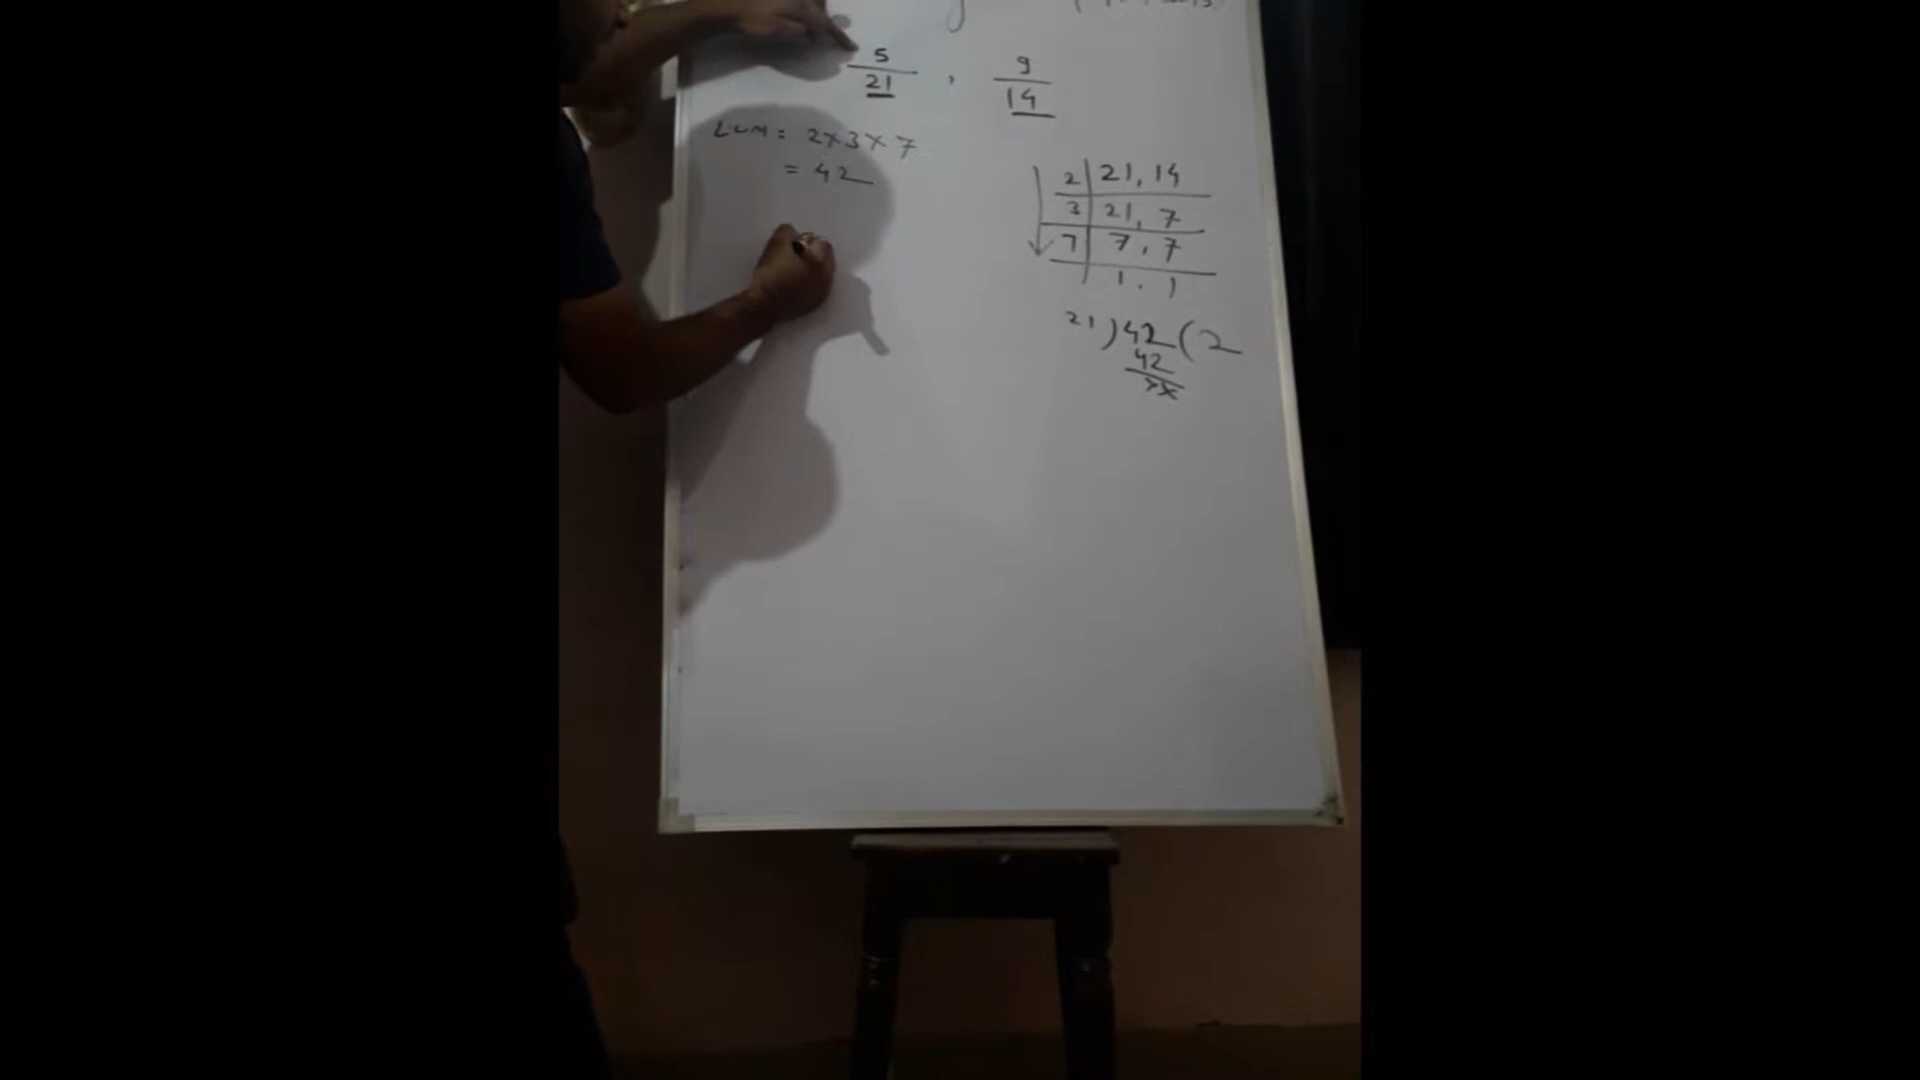 5/21 , 9/14
LCM = 2×3×7
= 42
2 | 21, 14
3 | 21, 7
7 | 7, 7
1, 1
21 ) 42 ( 2
42
××